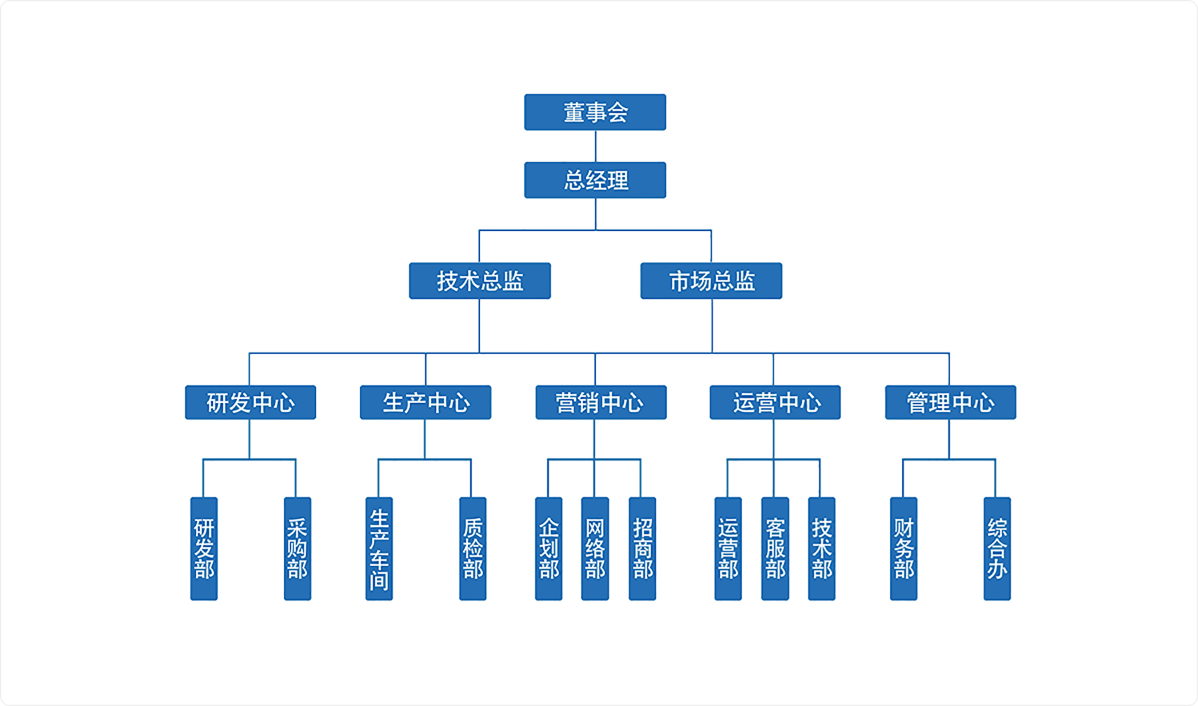 董事会
总经理
技术总监
市场总监
研发中心
生产中心
营销中心
运营中心
管理中心
研发部
采购部
生产车间
质检部
企划部
网络部
招商部
运营部
客服部
技术部
财务部
综合办